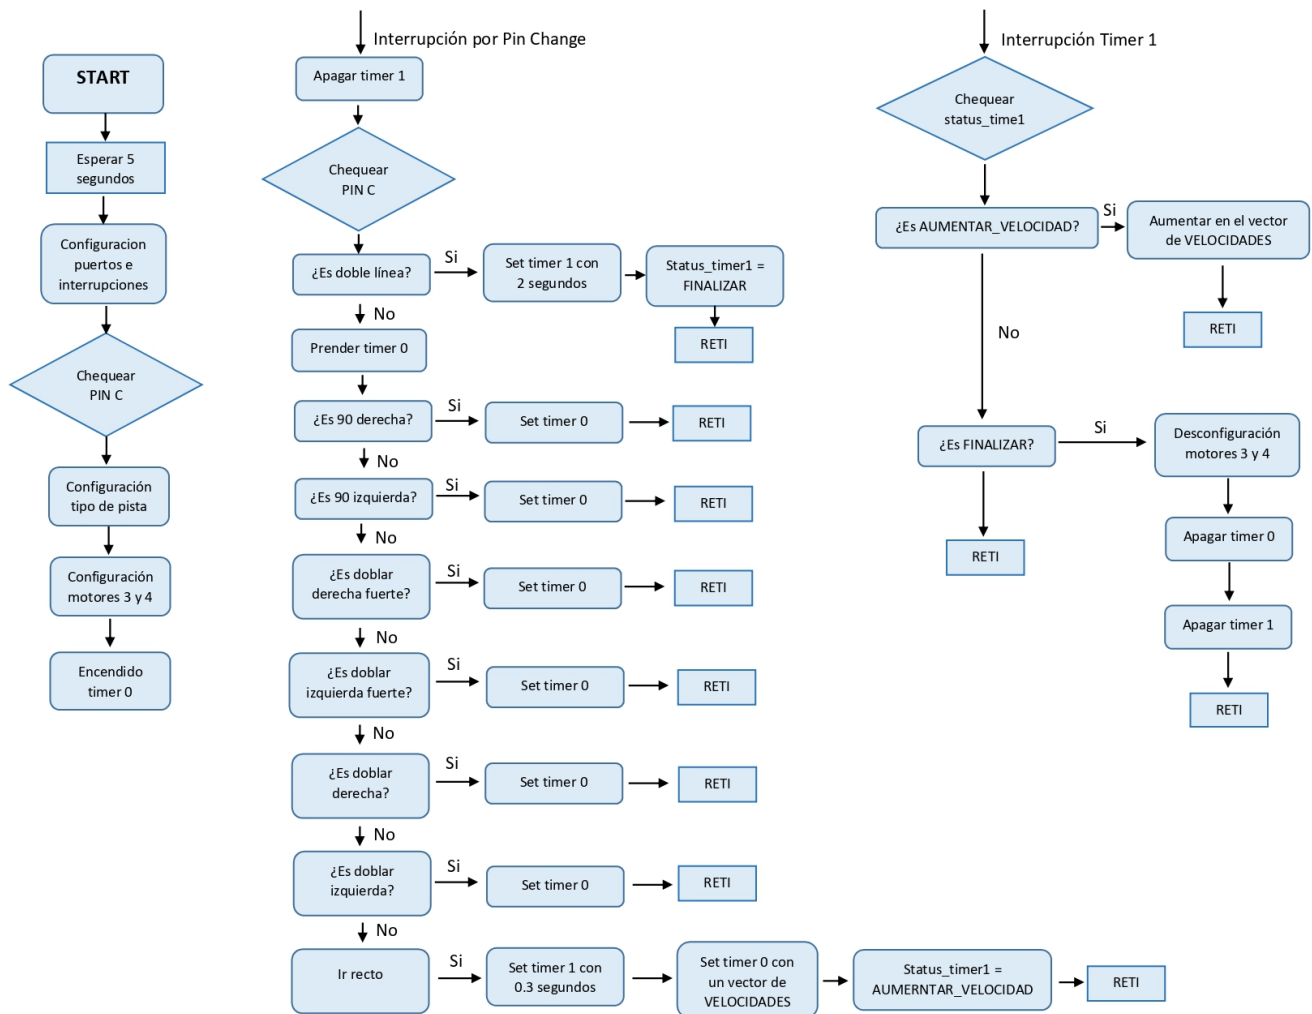 START
Esperar 5
segundos
Configuracion
puertos e
interrupciones
Chequear
PIN C
Configuración
tipo de pista
Configuración
motores 3 y 4
Encendido
timer 0
Interrupción por Pin Change
Apagar timer 1
Chequear
PIN C
¿Es doble línea?
Si
Set timer 1 con
2 segundos
Status_timer1 =
FINALIZAR
RETI
No
Prender timer 0
¿Es 90 derecha?
Si
Set timer 0
RETI
No
¿Es 90 izquierda?
Si
Set timer 0
RETI
No
¿Es doblar
derecha fuerte?
Si
Set timer 0
RETI
No
¿Es doblar
izquierda fuerte?
Si
Set timer 0
RETI
No
¿Es doblar
derecha?
Si
Set timer 0
RETI
No
¿Es doblar
izquierda?
Si
Set timer 0
RETI
No
Ir recto
Si
Set timer 1 con
0.3 segundos
Set timer 0 con
un vector de
VELOCIDADES
Status_timer1 =
AUMERNTAR_VELOCIDAD
RETI
Interrupción Timer 1
Chequear
status_time1
¿Es AUMENTAR_VELOCIDAD?
Si
Aumentar en el vector
de VELOCIDADES
RETI
No
¿Es FINALIZAR?
Si
Desconfiguración
motores 3 y 4
Apagar timer 0
Apagar timer 1
RETI
RETI